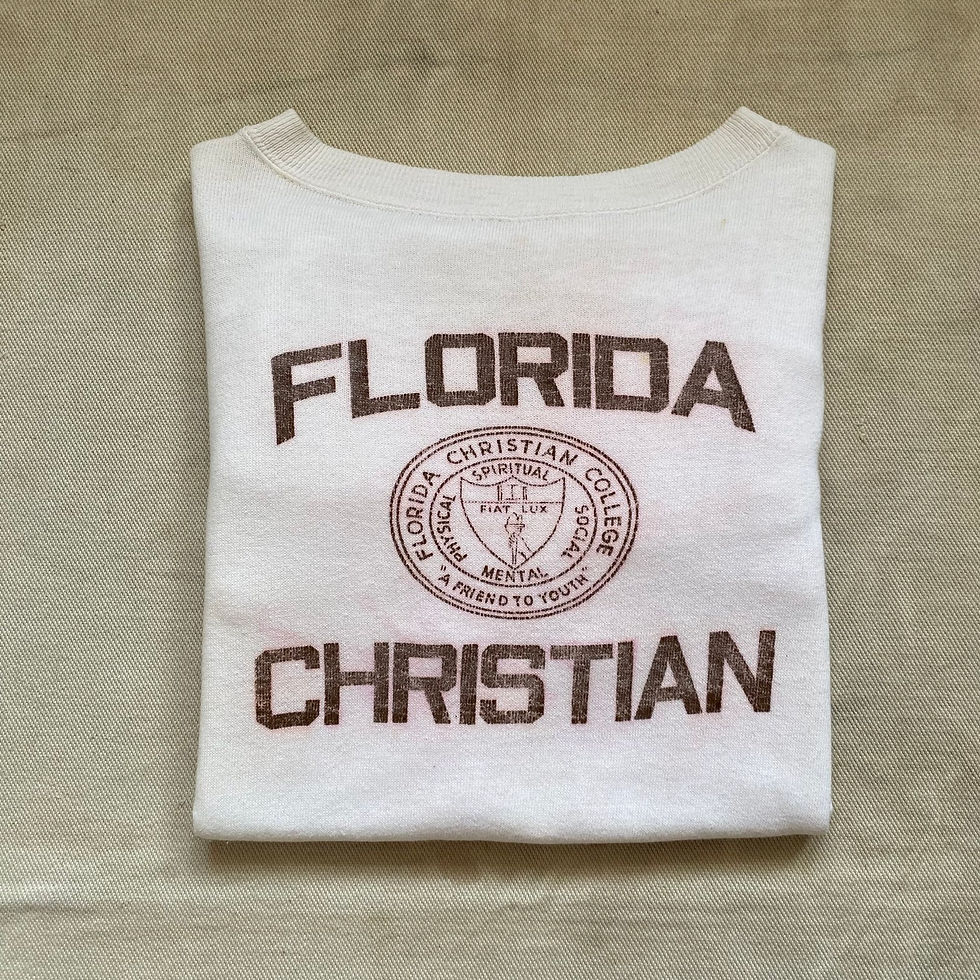 FLORIDA
FLORIDA CHRISTIAN COLLEGE
SPIRITUAL
PHYSICAL
FIAT LUX
SOCIAL
MENTAL
"A FRIEND TO YOUTH"
CHRISTIAN